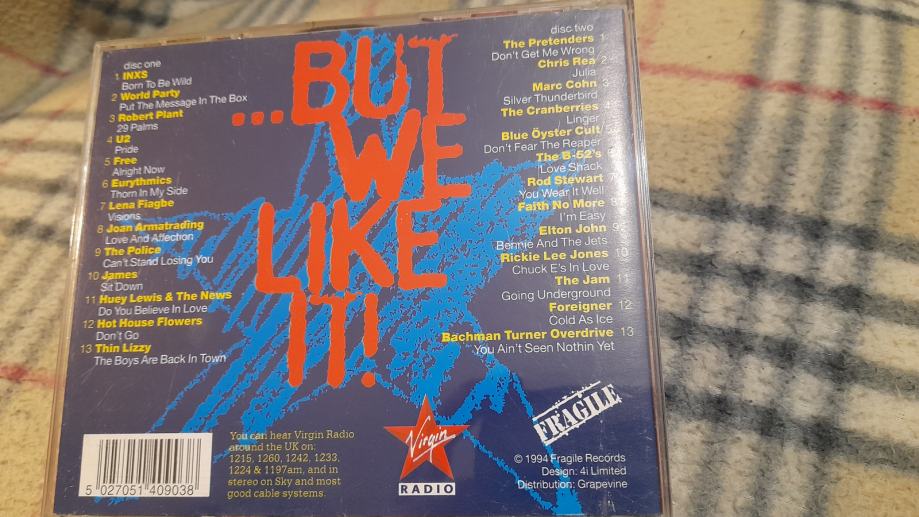 disc one
1 INXS
Born To Be Wild
2 World Party
Put The Message In The Box
3 Robert Plant
29 Palms
4 U2
Pride
5 Free
Alright Now
6 Eurythmics
Thorn In My Side
7 Lena Fiagbe
Visions
8 Joan Armatrading
Love And Affection
9 The Police
Can't Stand Losing You
10 James
Sit Down
11 Huey Lewis & The News
Do You Believe In Love
12 Hot House Flowers
Don't Go
13 Thin Lizzy
The Boys Are Back In Town
...BUT
WE
LIKE
IT!
disc two
The Pretenders 1
Don't Get Me Wrong
Chris Rea 2
Julia
Marc Cohn 3
Silver Thunderbird
The Cranberries 4
Linger
Blue Öyster Cult 5
Don't Fear The Reaper
The B-52's 6
Love Shack
Rod Stewart 7
You Wear It Well
Faith No More 8
I'm Easy
Elton John 9
Bennie And The Jets
Rickie Lee Jones 10
Chuck E's In Love
The Jam 11
Going Underground
Foreigner 12
Cold As Ice
Bachman Turner Overdrive 13
You Ain't Seen Nothin Yet
5 027051 409038
You can hear Virgin Radio
around the UK on:
1215, 1260, 1242, 1233,
1224 & 1197am, and in
stereo on Sky and most
good cable systems.
Virgin
RADIO
FRAGILE
© 1994 Fragile Records
Design: 4i Limited
Distribution: Grapevine